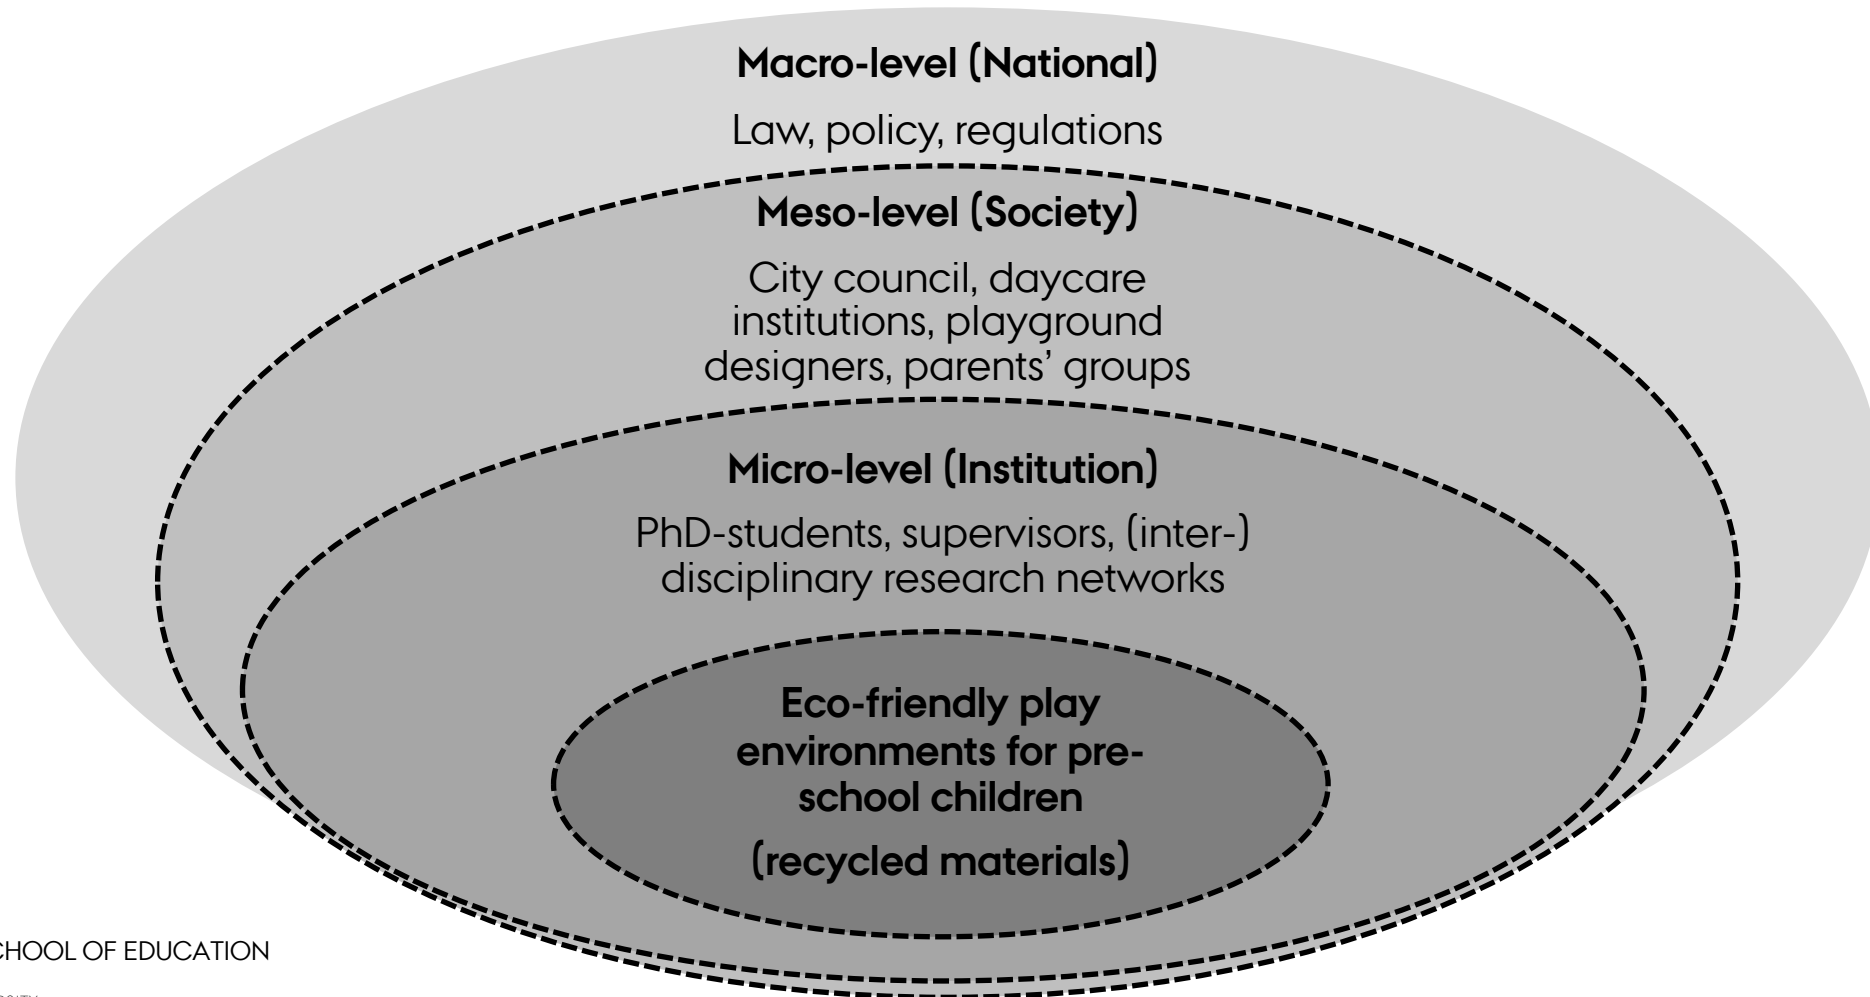 Macro-level (National)
Law, policy, regulations
Meso-level (Society)
City council, daycare
institutions, playground
designers, parents’ groups
Micro-level (Institution)
PhD-students, supervisors, (inter-)
disciplinary research networks
Eco-friendly play
environments for pre-
school children
(recycled materials)
OF EDUCATION